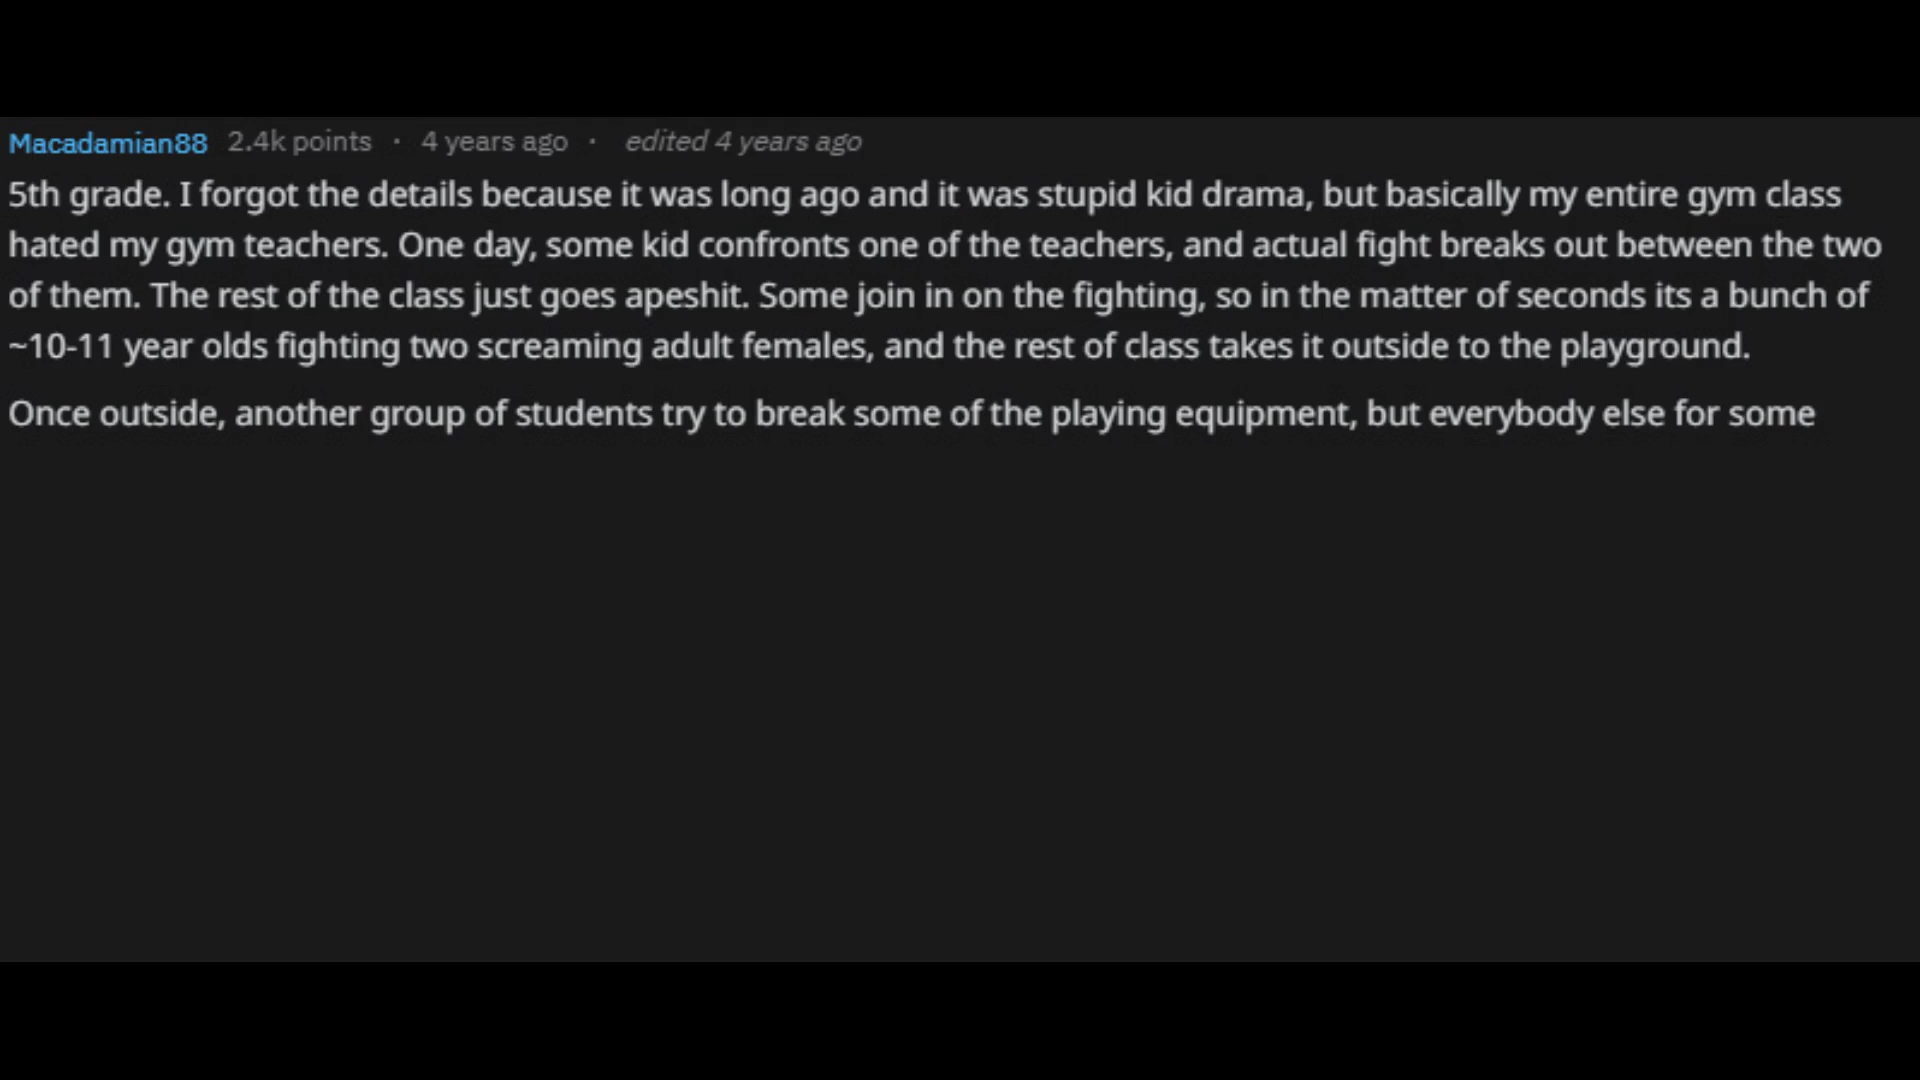 Macadamian88 2.4k points · 4 years ago · edited 4 years ago
5th grade. I forgot the details because it was long ago and it was stupid kid drama, but basically my entire gym class
hated my gym teachers. One day, some kid confronts one of the teachers, and actual fight breaks out between the two
of them. The rest of the class just goes apeshit. Some join in on the fighting, so in the matter of seconds its a bunch of
~10-11 year olds fighting two screaming adult females, and the rest of class takes it outside to the playground.
Once outside, another group of students try to break some of the playing equipment, but everybody else for some